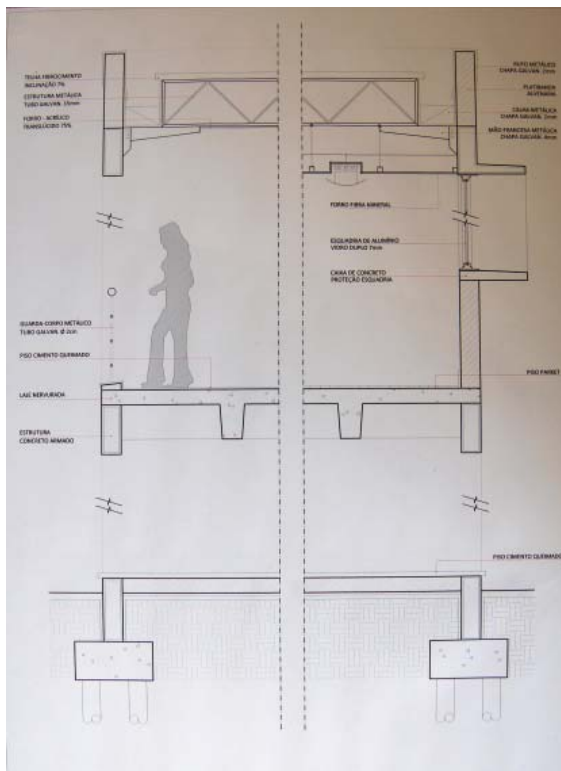 TELHA FIBROCIMENTO
INCLINAÇÃO 7%
ESTRUTURA METÁLICA
TUBO GALVAN. 15mm
FORRO - ACRÍLICO
TRANSLÚCIDO 75%
GUARDA-CORPO METÁLICO
TUBO GALVAN. Ø 2cm
PISO CIMENTO QUEIMADO
LAJE NERVURADA
ESTRUTURA
CONCRETO ARMADO
RUFO METÁLICO
CHAPA GALVAN. 2mm
PLATIBANDA
ALVENARIA
CALHA METÁLICA
CHAPA GALVAN. 2mm
MÃO FRANCESA METÁLICA
CHAPA GALVAN. 4mm
FORRO FIBRA MINERAL
ESQUADRIA DE ALUMÍNIO
VIDRO DUPLO 7mm
CAIXA DE CONCRETO
PROTEÇÃO ESQUADRIA
PISO PARKET
PISO CIMENTO QUEIMADO